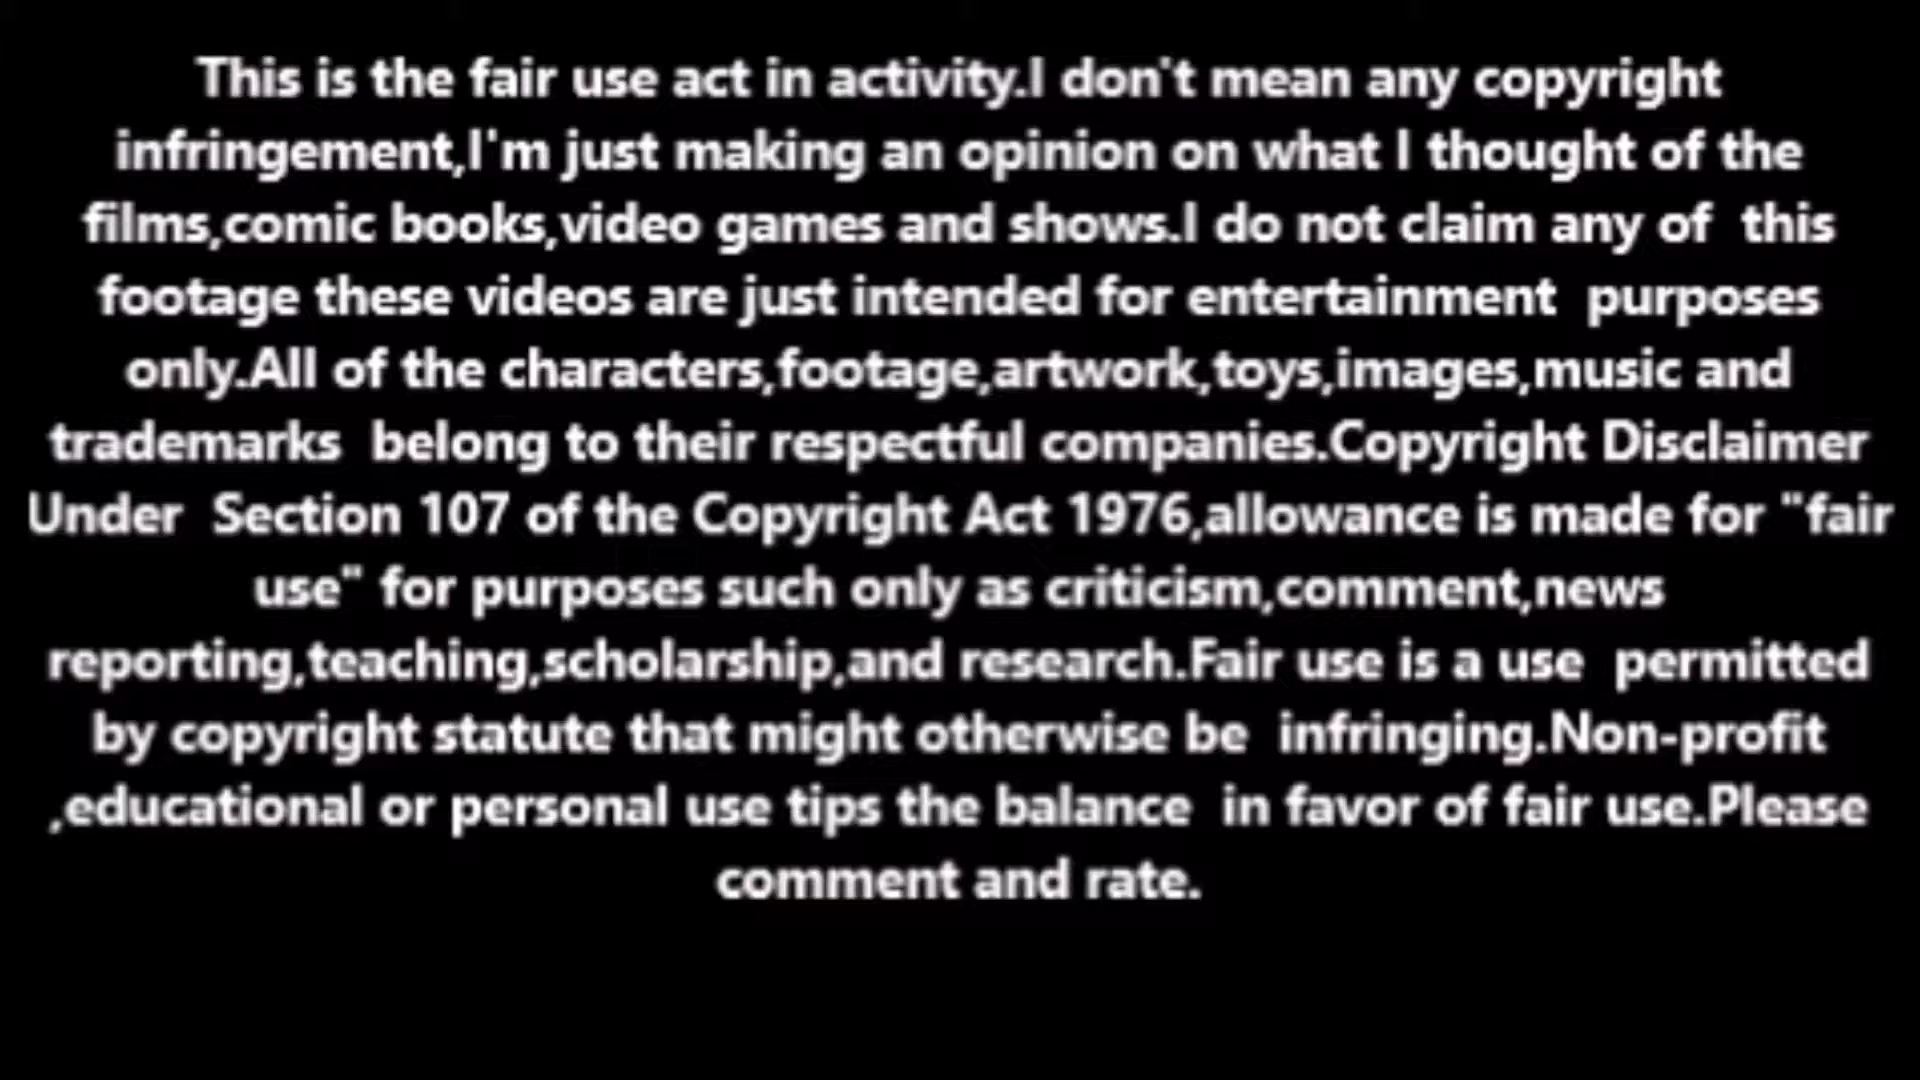 This is the fair use act in activity.I don't mean any copyright
infringement,I'm just making an opinion on what I thought of the
films,comic books,video games and shows.I do not claim any of  this
footage these videos are just intended for entertainment  purposes
only.All of the characters,footage,artwork,toys,images,music and
trademarks  belong to their respectful companies.Copyright Disclaimer
Under  Section 107 of the Copyright Act 1976,allowance is made for "fair
use" for purposes such only as criticism,comment,news
reporting,teaching,scholarship,and research.Fair use is a use  permitted
by copyright statute that might otherwise be  infringing.Non-profit
,educational or personal use tips the balance  in favor of fair use.Please
comment and rate.